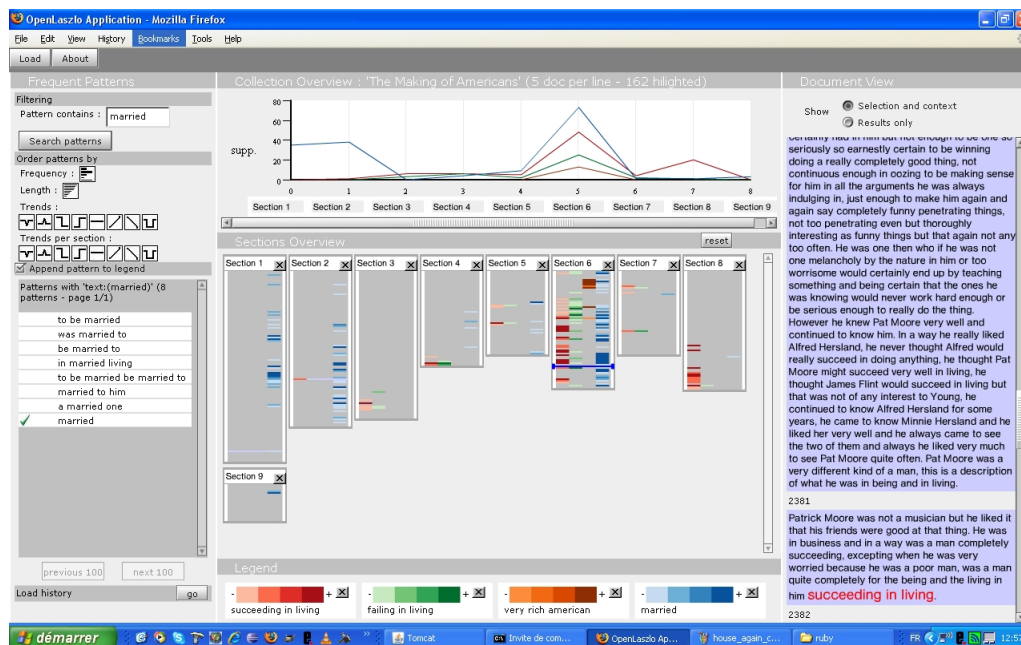 OpenLaszlo Application - Mozilla Firefox
File Edit View History Bookmarks Tools Help
Load About
Frequent Patterns
Filtering
Pattern contains : married
Search patterns
Order patterns by
Frequency :
Length :
Trends :
Trends per section :
Append pattern to legend
Patterns with 'text:(married)' (8
patterns - page 1/1)
to be married
was married to
be married to
in married living
to be married be married to
married to him
a married one
married
previous 100 next 100
Load history go
Collection Overview : 'The Making of Americans' (5 doc per line - 162 hilighted)
80
60
40
20
0
supp.
0 1 2 3 4 5 6 7 8
Section 1 Section 2 Section 3 Section 4 Section 5 Section 6 Section 7 Section 8 Section 9
Sections Overview reset
Section 1 X Section 2 X Section 3 X Section 4 X Section 5 X Section 6 X Section 7 X Section 8 X
Section 9 X
Legend
- + X - + X - + X - + X
succeeding in living failing in living very rich american married
Document View
Show Selection and context
Results only
certainly had in him but not enough to be one so
seriously so earnestly certain to be winning
doing a really completely good thing, not
continuous enough in oozing to be making sense
for him in all the arguments he was always
indulging in, just enough to make him again and
again say completely funny penetrating things,
not too penetrating even but thoroughly
interesting as funny things but that again not any
too often. He was one then who if he was not
one melancholy by the nature in him or too
worrisome would certainly end up by teaching
something and being certain that the ones he
was knowing would never work hard enough or
be serious enough to really do the thing.
However he knew Pat Moore very well and
continued to know him. In a way he really liked
Alfred Hersland, he never thought Alfred would
really succeed in doing anything, he thought Pat
Moore might succeed very well in living, he
thought James Flint would succeed in living but
that was not of any interest to Young, he
continued to know Alfred Hersland for some
years, he came to know Minnie Hersland and he
liked her very well and he always came to see
the two of them and always he liked very much
to see Pat Moore quite often. Pat Moore was a
very different kind of a man, this is a description
of what he was in being and in living.
2381
Patrick Moore was not a musician but he liked it
that his friends were good at that thing. He was
in business and in a way was a man completely
succeeding, excepting when he was very
worried because he was a poor man, was a man
quite completely for the being and the living in
him succeeding in living.
2382
démarrer Tomcat Invite de com... OpenLaszlo Ap... house_again_c... ruby FR 12:57